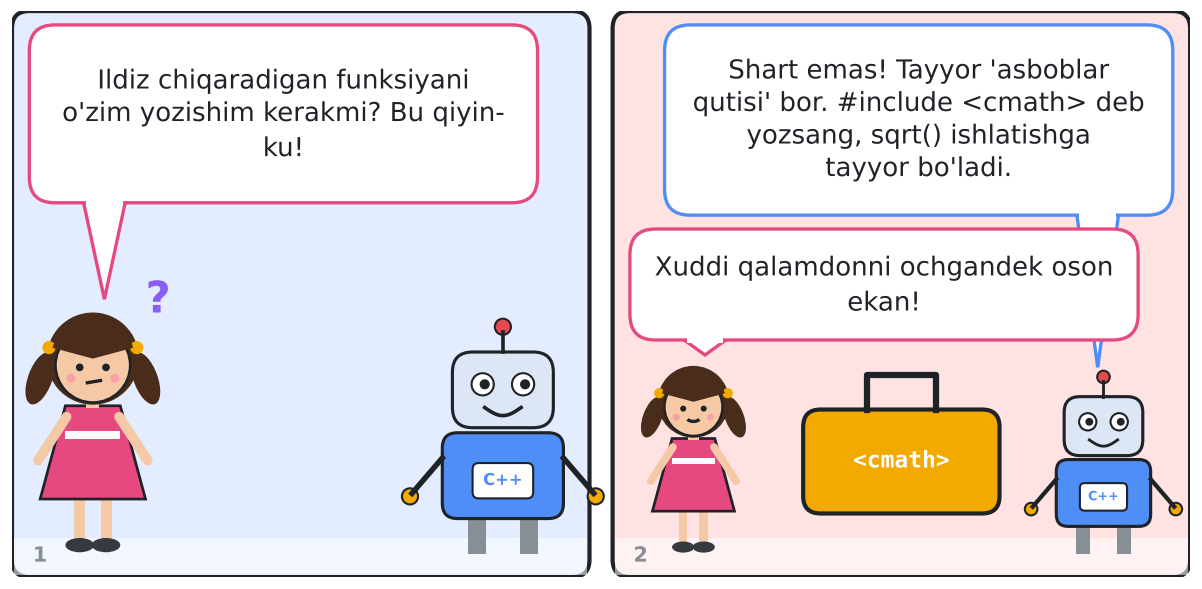 Ildiz chiqaradigan funksiyani
o'zim yozishim kerakmi? Bu qiyin-
ku!
?
C++
1
Shart emas! Tayyor 'asboblar
qutisi' bor. #include <cmath> deb
yozsang, sqrt() ishlatishga
tayyor bo'ladi.
Xuddi qalamdonni ochgandek oson
ekan!
<cmath>
C++
2